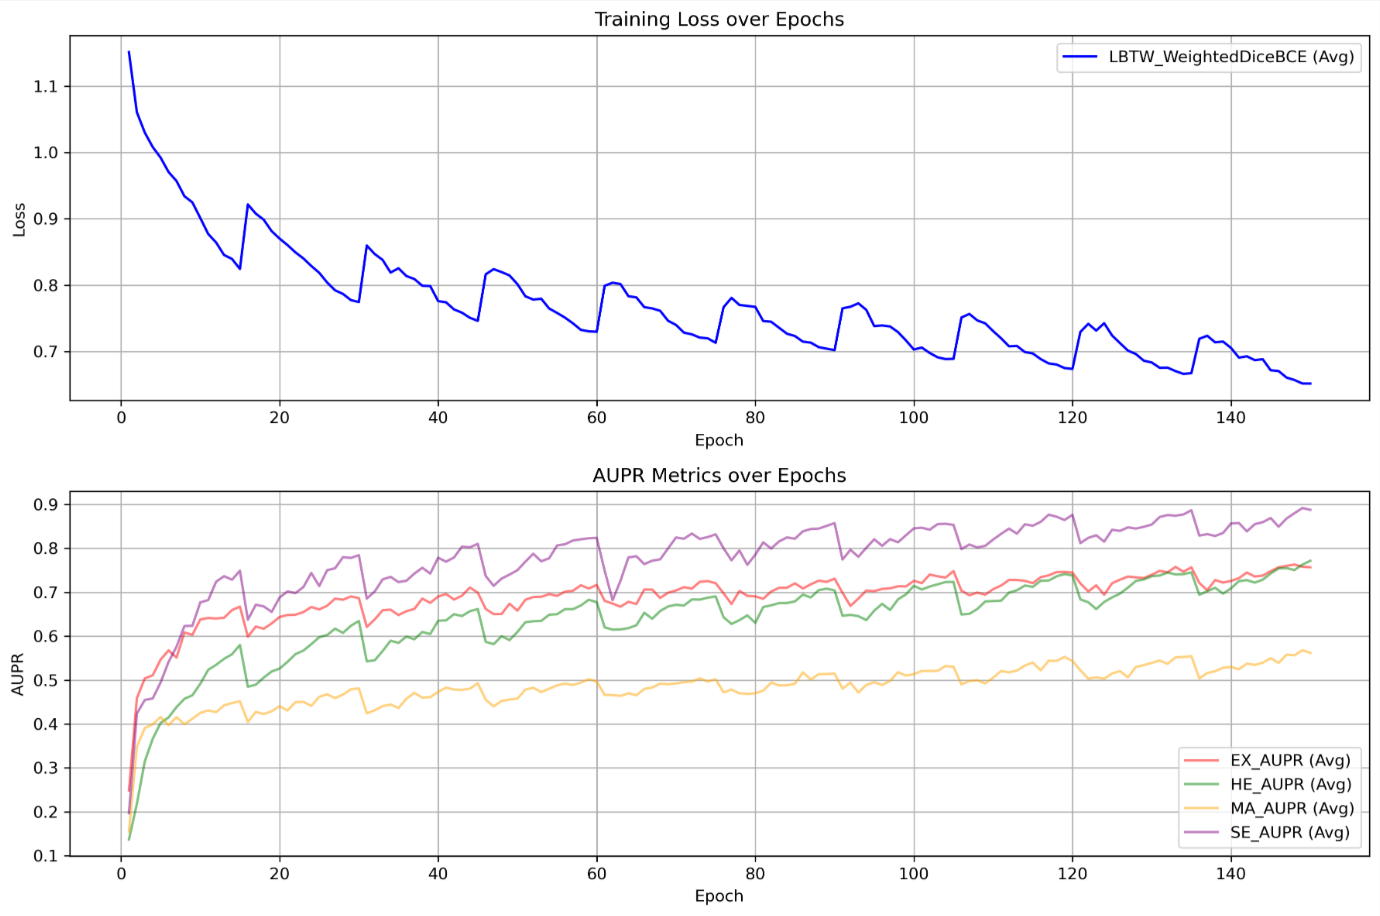 Training Loss over Epochs
LBTW_WeightedDiceBCE (Avg)
1.1
1.0
0.9
0.8
0.7
Loss
0 20 40 60 80 100 120 140
Epoch
AUPR Metrics over Epochs
0.9
0.8
0.7
0.6
0.5
0.4
0.3
0.2
0.1
AUPR
EX_AUPR (Avg)
HE_AUPR (Avg)
MA_AUPR (Avg)
SE_AUPR (Avg)
0 20 40 60 80 100 120 140
Epoch